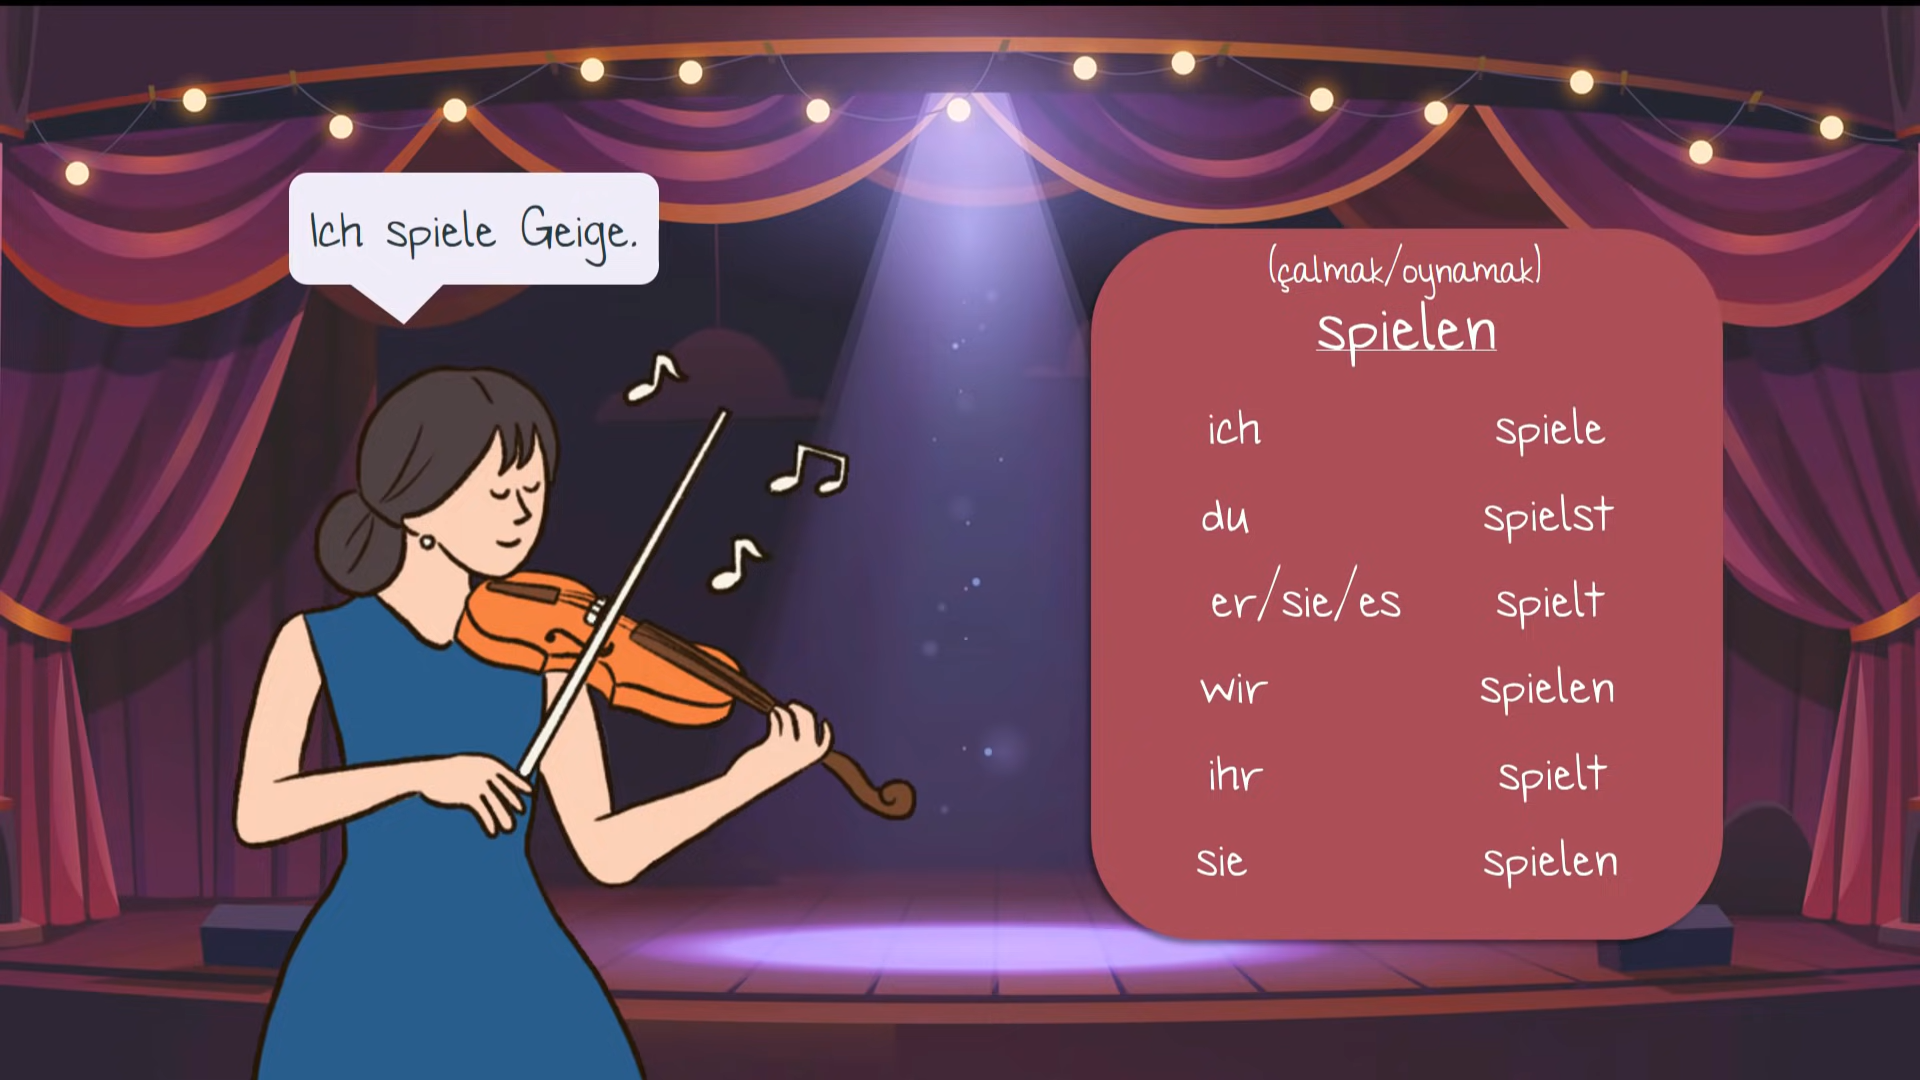 Ich spiele Geige.
(çalmak/oynamak)
spielen
ich spiele
du spielst
er/sie/es spielt
wir spielen
ihr spielt
sie spielen